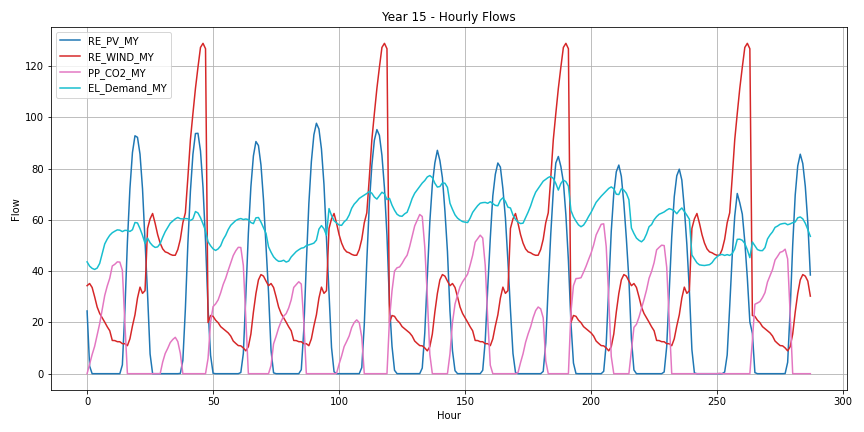 Year 15 - Hourly Flows
RE_PV_MY
RE_WIND_MY
PP_CO2_MY
EL_Demand_MY
Flow
120
100
80
60
40
20
0
0 50 100 150 200 250 300
Hour